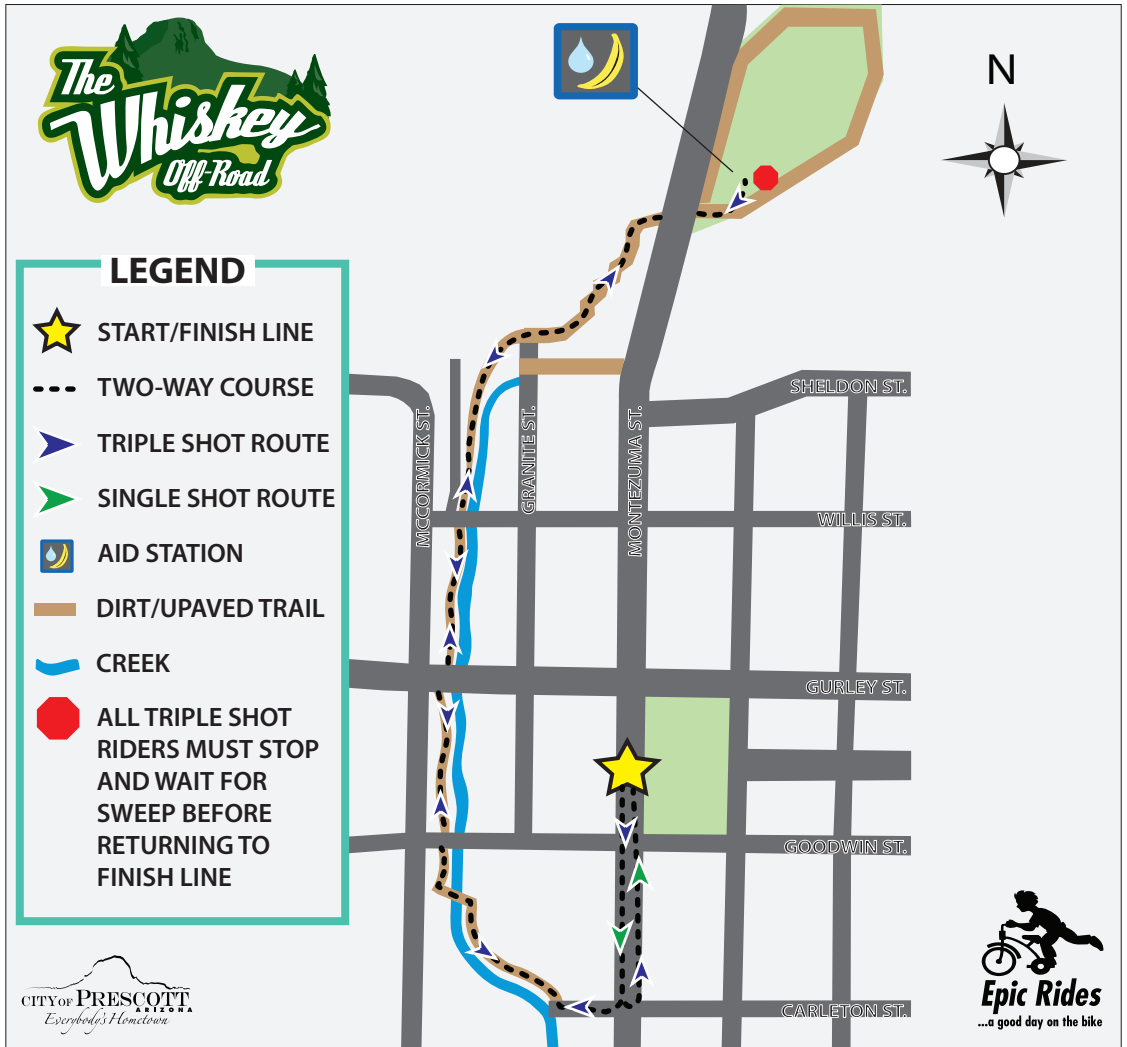 The
Whiskey
Off-Road
N
LEGEND
START/FINISH LINE
TWO-WAY COURSE
TRIPLE SHOT ROUTE
SINGLE SHOT ROUTE
AID STATION
DIRT/UPAVED TRAIL
CREEK
ALL TRIPLE SHOT
RIDERS MUST STOP
AND WAIT FOR
SWEEP BEFORE
RETURNING TO
FINISH LINE
MCCORMICK ST.
GRANITE ST.
MONTEZUMA ST.
SHELDON ST.
WILLIS ST.
GURLEY ST.
GOODWIN ST.
CARLETON ST.
CITY OF PRESCOTT
ARIZONA
Everybody's Hometown
Epic Rides
...a good day on the bike